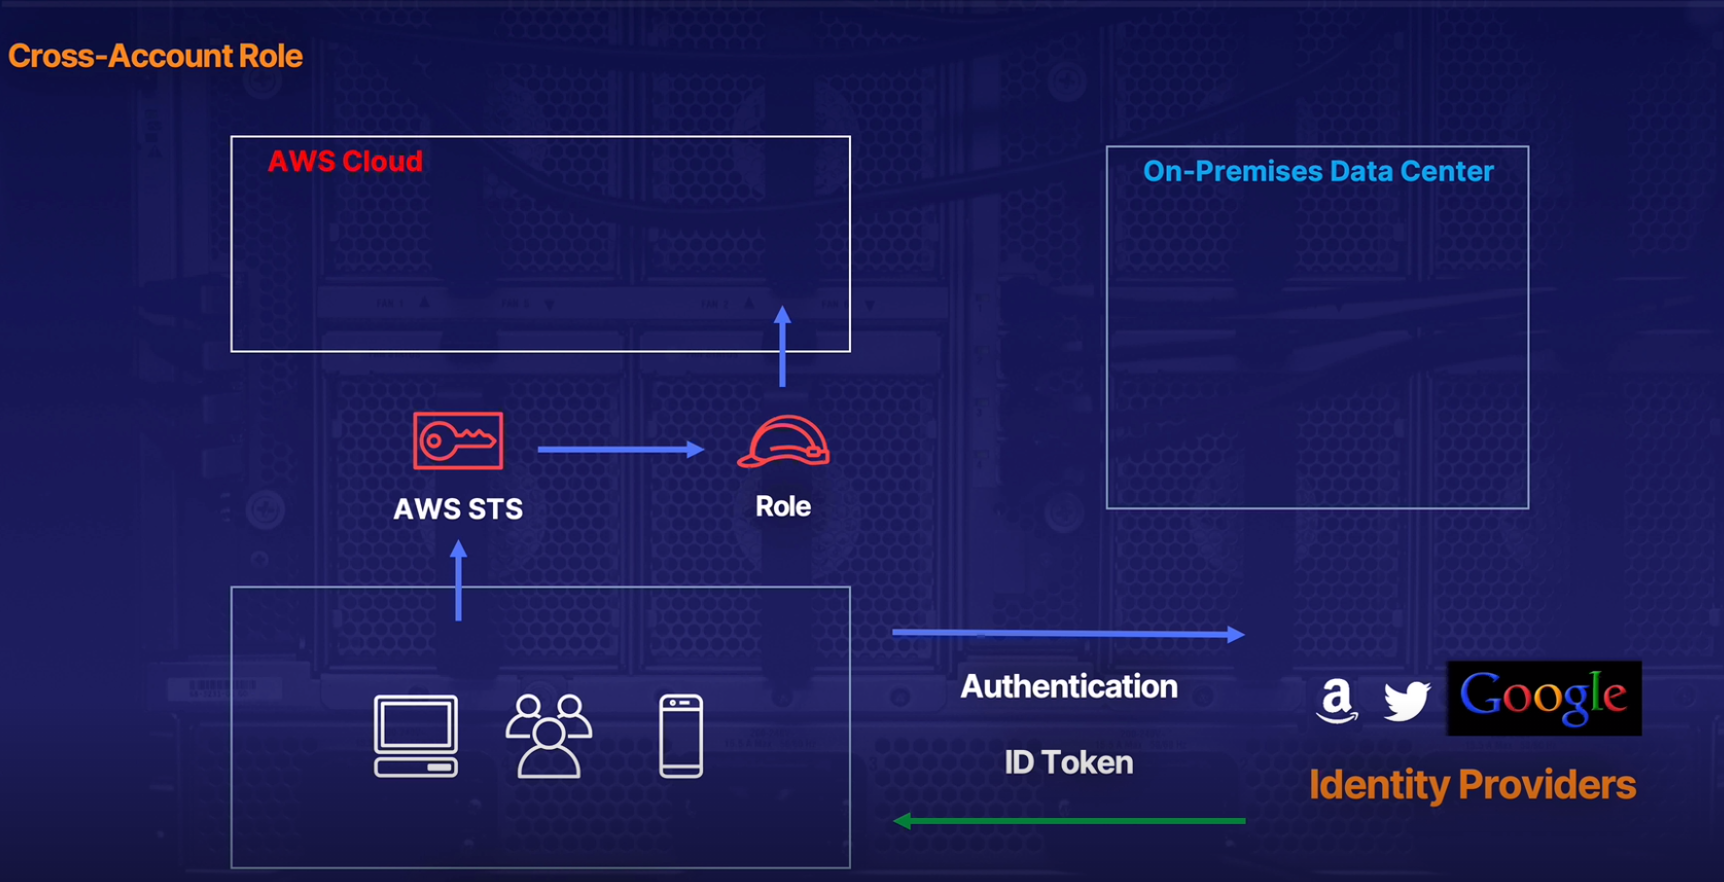 Cross-Account Role
AWS Cloud
On-Premises Data Center
AWS STS
Role
Authentication
ID Token
a
Google
Identity Providers